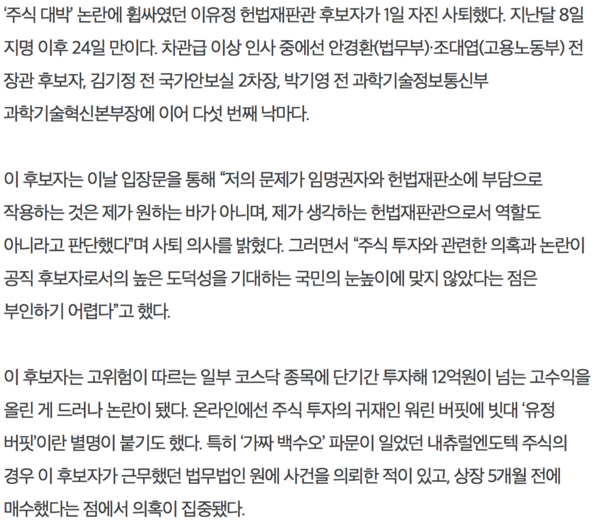 ‘주식 대박’ 논란에 휩싸였던 이유정 헌법재판관 후보자가 1일 자진 사퇴했다. 지난달 8일
지명 이후 24일 만이다. 차관급 이상 인사 중에선 안경환(법무부)·조대엽(고용노동부) 전
장관 후보자, 김기정 전 국가안보실 2차장, 박기영 전 과학기술정보통신부
과학기술혁신본부장에 이어 다섯 번째 낙마다.
이 후보자는 이날 입장문을 통해 “저의 문제가 임명권자와 헌법재판소에 부담으로
작용하는 것은 제가 원하는 바가 아니며, 제가 생각하는 헌법재판관으로서 역할도
아니라고 판단했다”며 사퇴 의사를 밝혔다. 그러면서 “주식 투자와 관련한 의혹과 논란이
공직 후보자로서의 높은 도덕성을 기대하는 국민의 눈높이에 맞지 않았다는 점은
부인하기 어렵다”고 했다.
이 후보자는 고위험이 따르는 일부 코스닥 종목에 단기간 투자해 12억원이 넘는 고수익을
올린 게 드러나 논란이 됐다. 온라인에선 주식 투자의 귀재인 워린 버핏에 빗대 ‘유정
버핏’이란 별명이 붙기도 했다. 특히 ‘가짜 백수오’ 파문이 일었던 내츄럴엔도텍 주식의
경우 이 후보자가 근무했던 법무법인 원에 사건을 의뢰한 적이 있고, 상장 5개월 전에
매수했다는 점에서 의혹이 집중됐다.